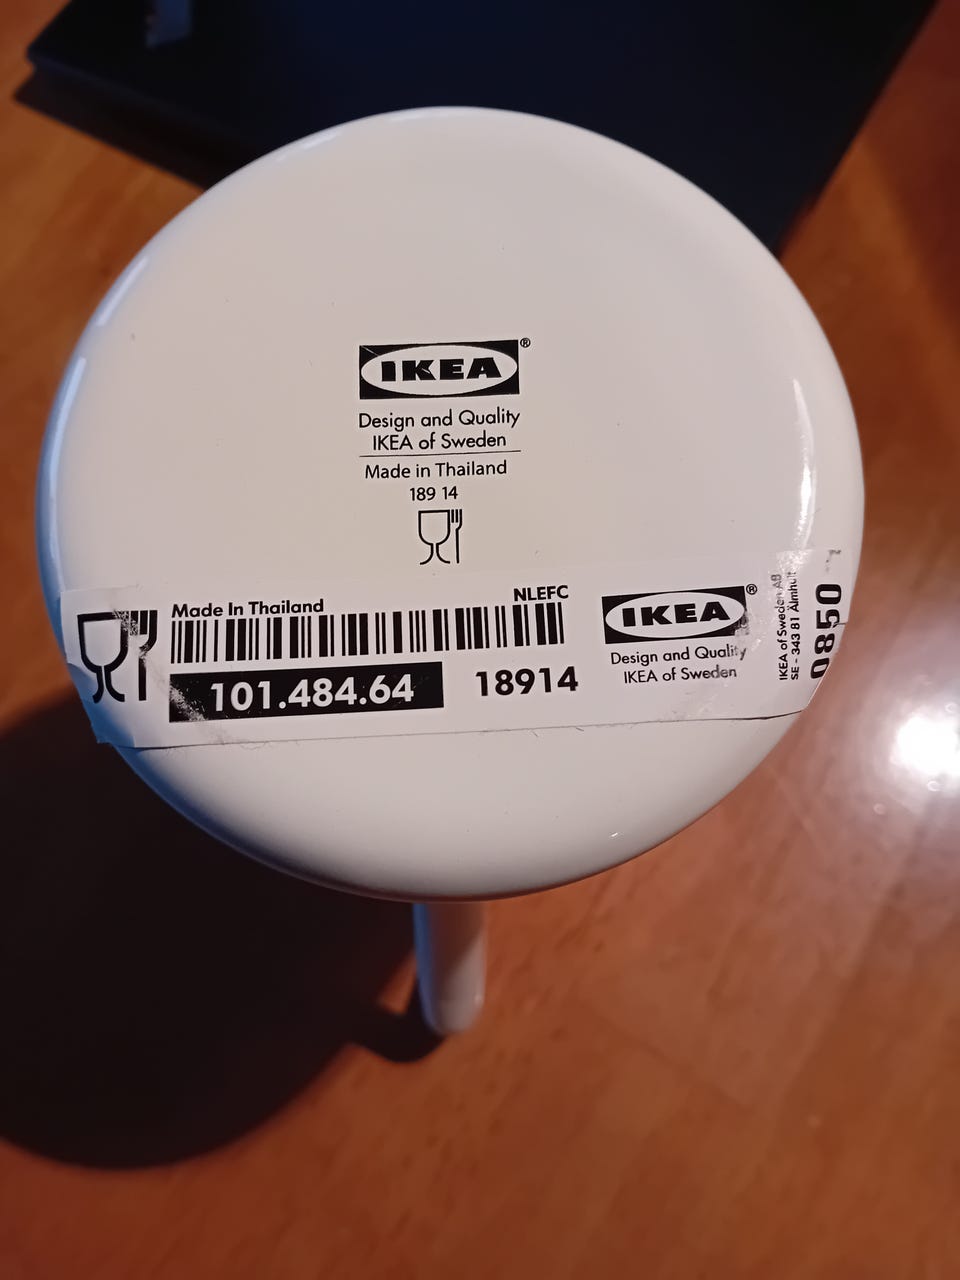 IKEA®
Design and Quality
IKEA of Sweden
Made in Thailand
189 14
Made In Thailand
NLEFC
101.484.64
18914
IKEA®
Design and Quality
IKEA of Sweden
IKEA of Sweden AB
SE - 343 81 Älmhult
0850